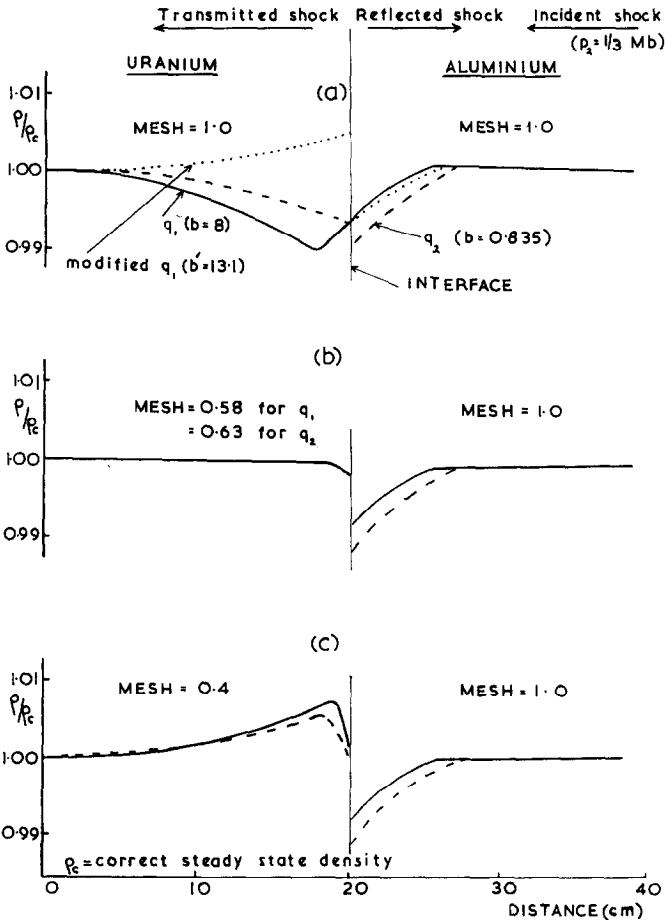 Transmitted shock Reflected shock Incident shock
(p₂= 1/3 Mb)
URANIUM ALUMINIUM
(a)
1·01
ρ/ρc
MESH = 1·0 MESH=1·0
1·00
q₁ (b=8)
0·99
q₂ (b=0·835)
modified q₁ (b'=13·1)
INTERFACE
(b)
1·01
ρ/ρc
MESH = 0·58 for q₁
= 0·63 for q₂
MESH = 1·0
1·00
0·99
(c)
1·01
ρ/ρc
MESH = 0·4 MESH = 1·0
1·00
0·99
ρc = correct steady state density
0 10 20 30 40
DISTANCE (cm)